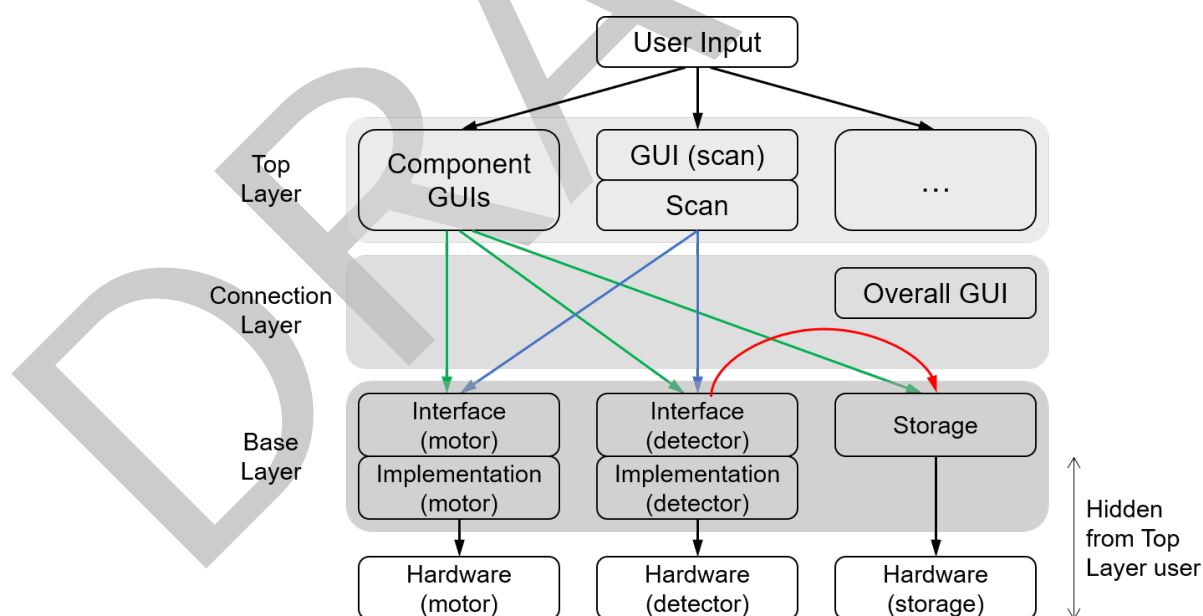 User Input
Top
Layer
Component
GUIs
GUI (scan)
Scan
...
Connection
Layer
Overall GUI
Base
Layer
Interface
(motor)
Interface
(detector)
Storage
Implementation
(motor)
Implementation
(detector)
Hidden
from Top
Layer user
Hardware
(motor)
Hardware
(detector)
Hardware
(storage)
DRA